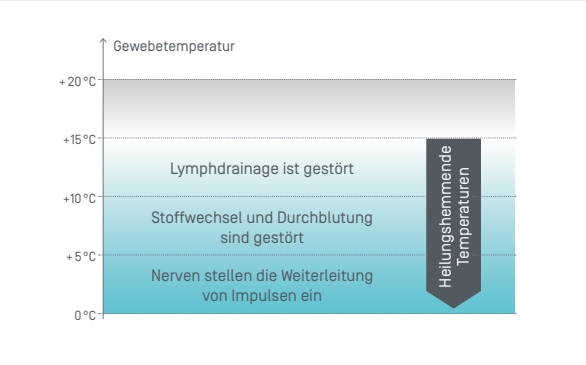 Gewebetemperatur
+ 20 °C
+15 °C
Lymphdrainage ist gestört
+10 °C
Stoffwechsel und Durchblutung
sind gestört
+ 5 °C
Nerven stellen die Weiterleitung
von Impulsen ein
0 °C
Heilungshemmende
Temperaturen